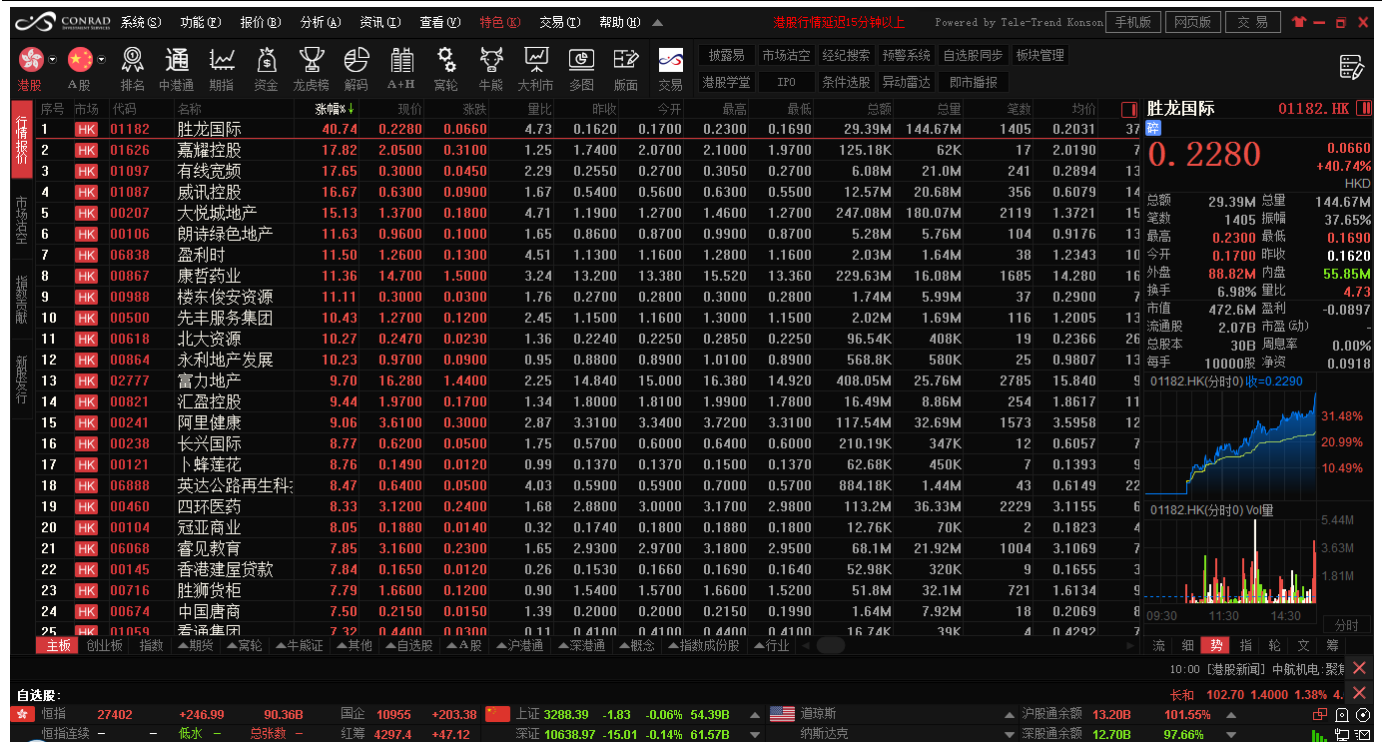 CONRAD 系统(S) 功能(F) 报价(B) 分析(A) 资讯(I) 查看(V) 特色(K) 交易(T) 帮助(H) 港股行情延迟15分钟以上 Powered by Tele-Trend Konson 手机版 网页版 交 易
INVESTMENT SERVICES
披露易 市场沽空 经纪搜索 预警系统 自选股同步 板块管理
港股 A股 排名 中港通 期指 资金 龙虎榜 解码 A+H 窝轮 牛熊 大利市 多图 版面 交易 港股学堂 IPO 条件选股 异动雷达 即市播报
行情报价
市场沽空
指数贡献
新股发行
序号 市场 代码 名称 涨幅%↓ 现价 涨跌 量比 昨收 今开 最高 最低 总额 总量 笔数 均价
1 HK 01182 胜龙国际 40.74 0.2280 0.0660 4.73 0.1620 0.1700 0.2300 0.1690 29.39M 144.67M 1405 0.2031 37
2 HK 01626 嘉耀控股 17.82 2.0500 0.3100 1.25 1.7400 2.0700 2.1000 1.9700 125.18K 62K 17 2.0190 7
3 HK 01097 有线宽频 17.65 0.3000 0.0450 2.29 0.2550 0.2700 0.3050 0.2700 6.08M 21.0M 241 0.2894 13
4 HK 01087 威讯控股 16.67 0.6300 0.0900 1.67 0.5400 0.5600 0.6300 0.5500 12.57M 20.68M 356 0.6079 14
5 HK 00207 大悦城地产 15.13 1.3700 0.1800 4.71 1.1900 1.2700 1.4600 1.2700 247.08M 180.07M 2119 1.3721 15
6 HK 00106 朗诗绿色地产 11.63 0.9600 0.1000 1.65 0.8600 0.8700 0.9900 0.8700 5.28M 5.76M 104 0.9176 13
7 HK 06838 盈利时 11.50 1.2600 0.1300 4.51 1.1300 1.1600 1.2800 1.1600 2.03M 1.64M 38 1.2343 10
8 HK 00867 康哲药业 11.36 14.700 1.5000 3.24 13.200 13.380 15.520 13.360 229.63M 16.08M 1685 14.280 16
9 HK 00988 楼东俊安资源 11.11 0.3000 0.0300 1.76 0.2700 0.2800 0.3000 0.2800 1.74M 5.99M 37 0.2900 7
10 HK 00500 先丰服务集团 10.43 1.2700 0.1200 2.45 1.1500 1.1600 1.3000 1.1500 2.02M 1.69M 116 1.2005 13
11 HK 00618 北大资源 10.27 0.2470 0.0230 1.36 0.2240 0.2250 0.2850 0.2250 96.54K 408K 19 0.2366 26
12 HK 00864 永利地产发展 10.23 0.9700 0.0900 0.95 0.8800 0.8900 1.0100 0.8900 568.8K 580K 25 0.9807 13
13 HK 02777 富力地产 9.70 16.280 1.4400 2.25 14.840 15.000 16.380 14.920 408.05M 25.76M 2785 15.840 9
14 HK 00821 汇盈控股 9.44 1.9700 0.1700 1.34 1.8000 1.8100 1.9900 1.7800 16.49M 8.86M 254 1.8617 11
15 HK 00241 阿里健康 9.06 3.6100 0.3000 2.87 3.3100 3.3400 3.7200 3.3100 117.54M 32.69M 1573 3.5958 12
16 HK 00238 长兴国际 8.77 0.6200 0.0500 1.75 0.5700 0.6000 0.6400 0.6000 210.19K 347K 12 0.6057 7
17 HK 00121 卜蜂莲花 8.76 0.1490 0.0120 0.99 0.1370 0.1370 0.1500 0.1370 62.68K 450K 7 0.1393 9
18 HK 06888 英达公路再生科 8.47 0.6400 0.0500 4.03 0.5900 0.5900 0.7000 0.5700 884.18K 1.44M 43 0.6149 22
19 HK 00460 四环医药 8.33 3.1200 0.2400 1.68 2.8800 3.0000 3.1700 2.9800 113.2M 36.33M 2229 3.1155 6
20 HK 00104 冠亚商业 8.05 0.1880 0.0140 0.32 0.1740 0.1800 0.1880 0.1800 12.76K 70K 2 0.1823 4
21 HK 06068 睿见教育 7.85 3.1600 0.2300 1.65 2.9300 2.9700 3.1800 2.9500 68.1M 21.92M 1004 3.1069 7
22 HK 00145 香港建屋贷款 7.84 0.1650 0.0120 0.26 0.1530 0.1660 0.1690 0.1640 52.98K 320K 9 0.1655 3
23 HK 00716 胜狮货柜 7.79 1.6600 0.1200 0.90 1.5400 1.5700 1.6600 1.5200 51.8M 32.1M 721 1.6134 9
24 HK 00674 中国唐商 7.50 0.2150 0.0150 1.39 0.2000 0.2000 0.2150 0.1990 1.64M 7.92M 18 0.2069 8
25 HK 01059 看通集团 7.32 0.4400 0.0300 0.11 0.4100 0.4100 0.4400 0.4100 16.74K 39K 4 0.4292 7
主板 创业板 指数 期货 窝轮 牛熊证 其他 自选股 A股 沪港通 深港通 概念 指数成份股 行业
胜龙国际 01182.HK
碎
0.2280 0.0660
+40.74%
HKD
总额 29.39M 总量 144.67M
笔数 1405 振幅 37.65%
最高 0.2300 最低 0.1690
今开 0.1700 昨收 0.1620
外盘 88.82M 内盘 55.85M
换手 6.98% 量比 4.73
市值 472.6M 盈利 -0.0897
流通股 2.07B 市盈(动) -
总股本 30B 周息率 0.00%
每手 10000股 净资 0.0918
01182.HK(分时0) 收=0.2290
31.48%
20.99%
10.49%
01182.HK(分时0) Vol量
5.44M
3.63M
1.81M
09:30 11:30 14:30
分时
流 细 势 指 轮 文 筹
10:00 [港股新闻] 中航机电:聚焦
自选股: 长和 102.70 1.4000 1.38% 4.
恒指 27402 +246.99 90.36B 国企 10955 +203.38 上证 3288.39 -1.83 -0.06% 54.39B 道琼斯 沪股通余额 13.20B 101.55%
恒指连续 - - 低水 - 总张数 - 红筹 4297.4 +47.12 深证 10638.97 -15.01 -0.14% 61.57B 纳斯达克 深股通余额 12.70B 97.66%